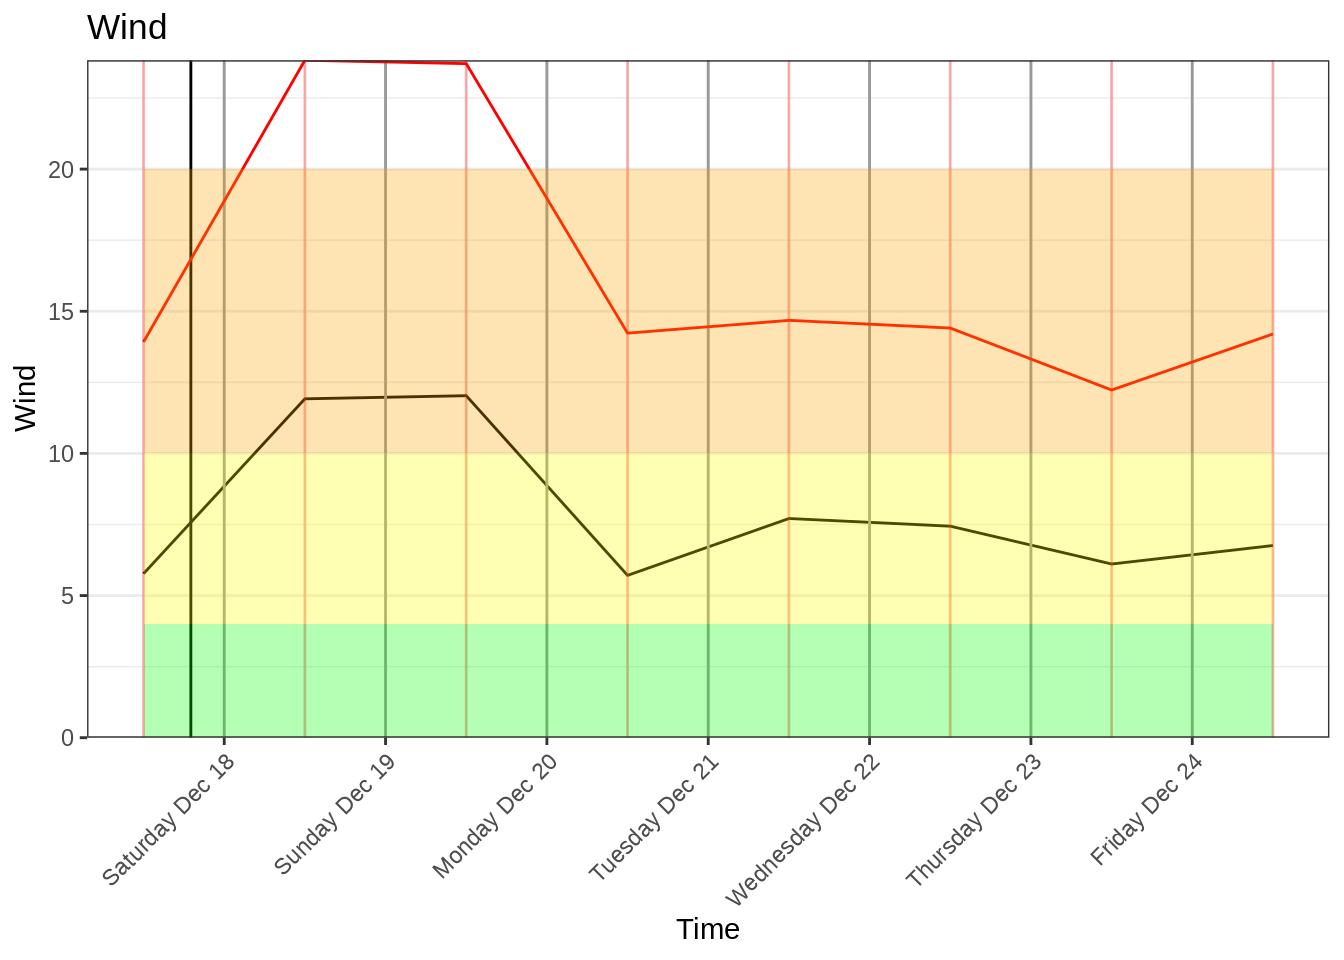 Wind
Wind
20
15
10
5
0
Saturday Dec 18
Sunday Dec 19
Monday Dec 20
Tuesday Dec 21
Wednesday Dec 22
Thursday Dec 23
Friday Dec 24
Time